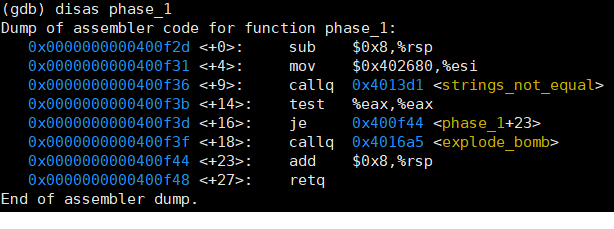 (gdb) disas phase_1
Dump of assembler code for function phase_1:
   0x0000000000400f2d <+0>:     sub    $0x8,%rsp
   0x0000000000400f31 <+4>:     mov    $0x402680,%esi
   0x0000000000400f36 <+9>:     callq  0x4013d1 <strings_not_equal>
   0x0000000000400f3b <+14>:    test   %eax,%eax
   0x0000000000400f3d <+16>:    je     0x400f44 <phase_1+23>
   0x0000000000400f3f <+18>:    callq  0x4016a5 <explode_bomb>
   0x0000000000400f44 <+23>:    add    $0x8,%rsp
   0x0000000000400f48 <+27>:    retq
End of assembler dump.